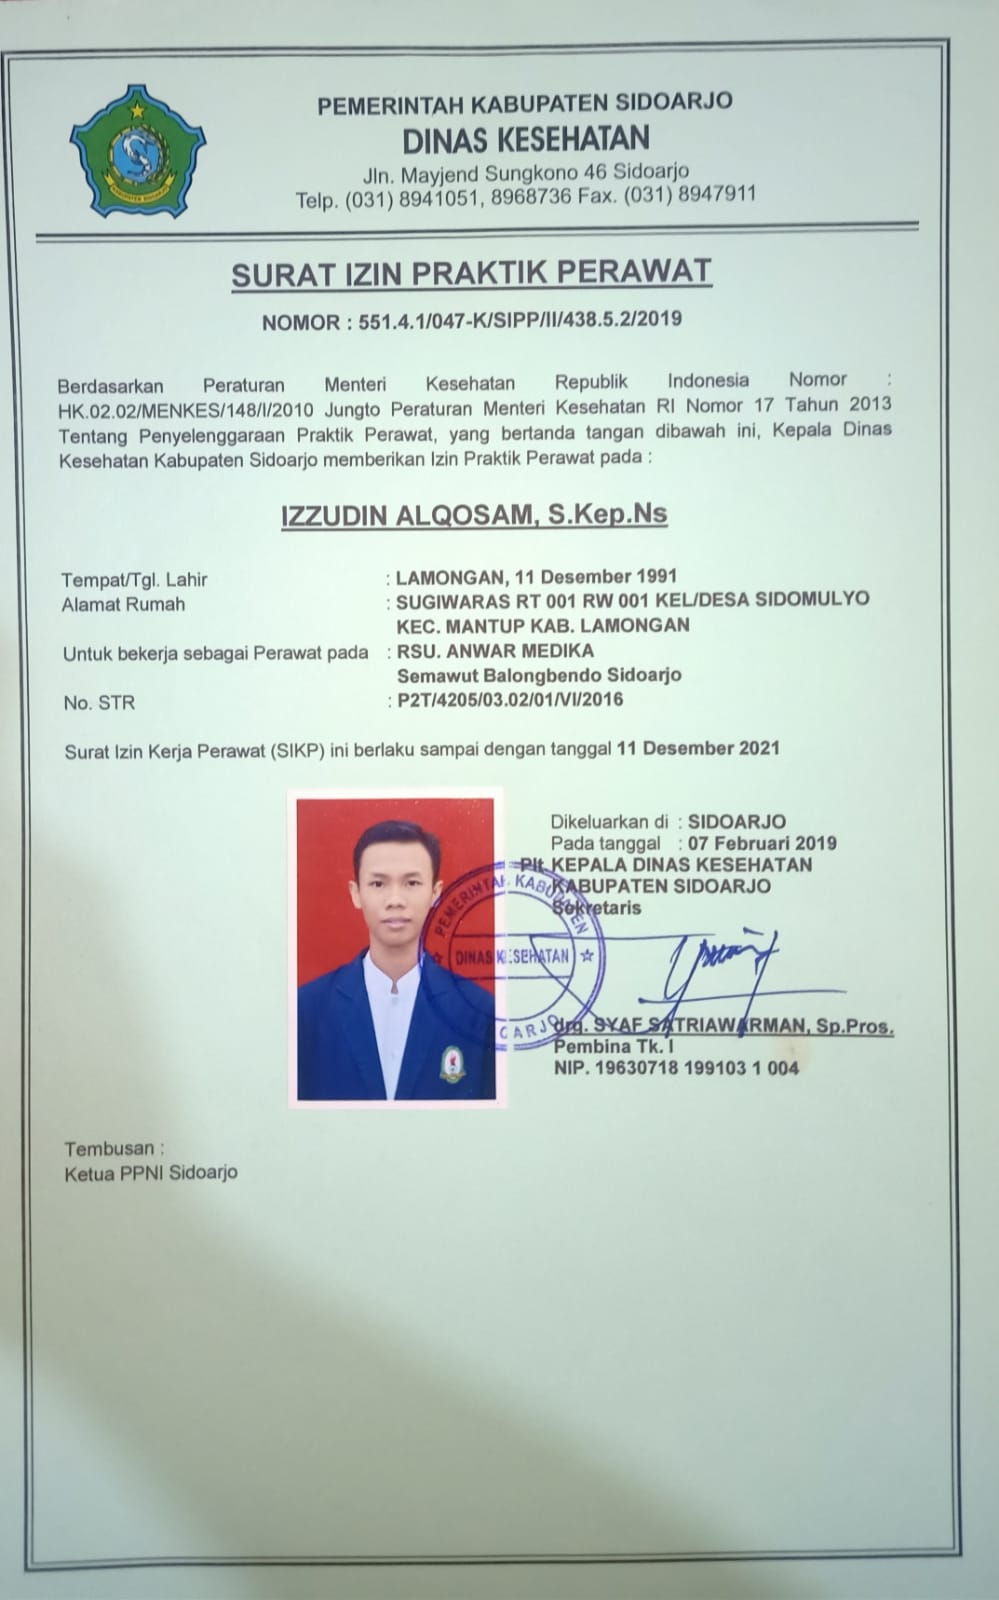 PEMERINTAH KABUPATEN SIDOARJO
DINAS KESEHATAN
Jln. Mayjend Sungkono 46 Sidoarjo
Telp. (031) 8941051, 8968736 Fax. (031) 8947911
KABUPATEN SIDOARJO
SURAT IZIN PRAKTIK PERAWAT
NOMOR : 551.4.1/047-K/SIPP/II/438.5.2/2019
Berdasarkan Peraturan Menteri Kesehatan Republik Indonesia Nomor :
HK.02.02/MENKES/148/I/2010 Jungto Peraturan Menteri Kesehatan RI Nomor 17 Tahun 2013
Tentang Penyelenggaraan Praktik Perawat, yang bertanda tangan dibawah ini, Kepala Dinas
Kesehatan Kabupaten Sidoarjo memberikan Izin Praktik Perawat pada :
IZZUDIN ALQOSAM, S.Kep.Ns
Tempat/Tgl. Lahir : LAMONGAN, 11 Desember 1991
Alamat Rumah : SUGIWARAS RT 001 RW 001 KEL/DESA SIDOMULYO
KEC. MANTUP KAB. LAMONGAN
Untuk bekerja sebagai Perawat pada : RSU. ANWAR MEDIKA
Semawut Balongbendo Sidoarjo
No. STR : P2T/4205/03.02/01/VI/2016
Surat Izin Kerja Perawat (SIKP) ini berlaku sampai dengan tanggal 11 Desember 2021
Dikeluarkan di : SIDOARJO
Pada tanggal : 07 Februari 2019
Plt. KEPALA DINAS KESEHATAN
KABUPATEN SIDOARJO
Sekretaris
PEMERINTAH KABUPATEN
DINAS KESEHATAN
OARJO
drg. SYAF SATRIAWARMAN, Sp.Pros.
Pembina Tk. I
NIP. 19630718 199103 1 004
Tembusan :
Ketua PPNI Sidoarjo